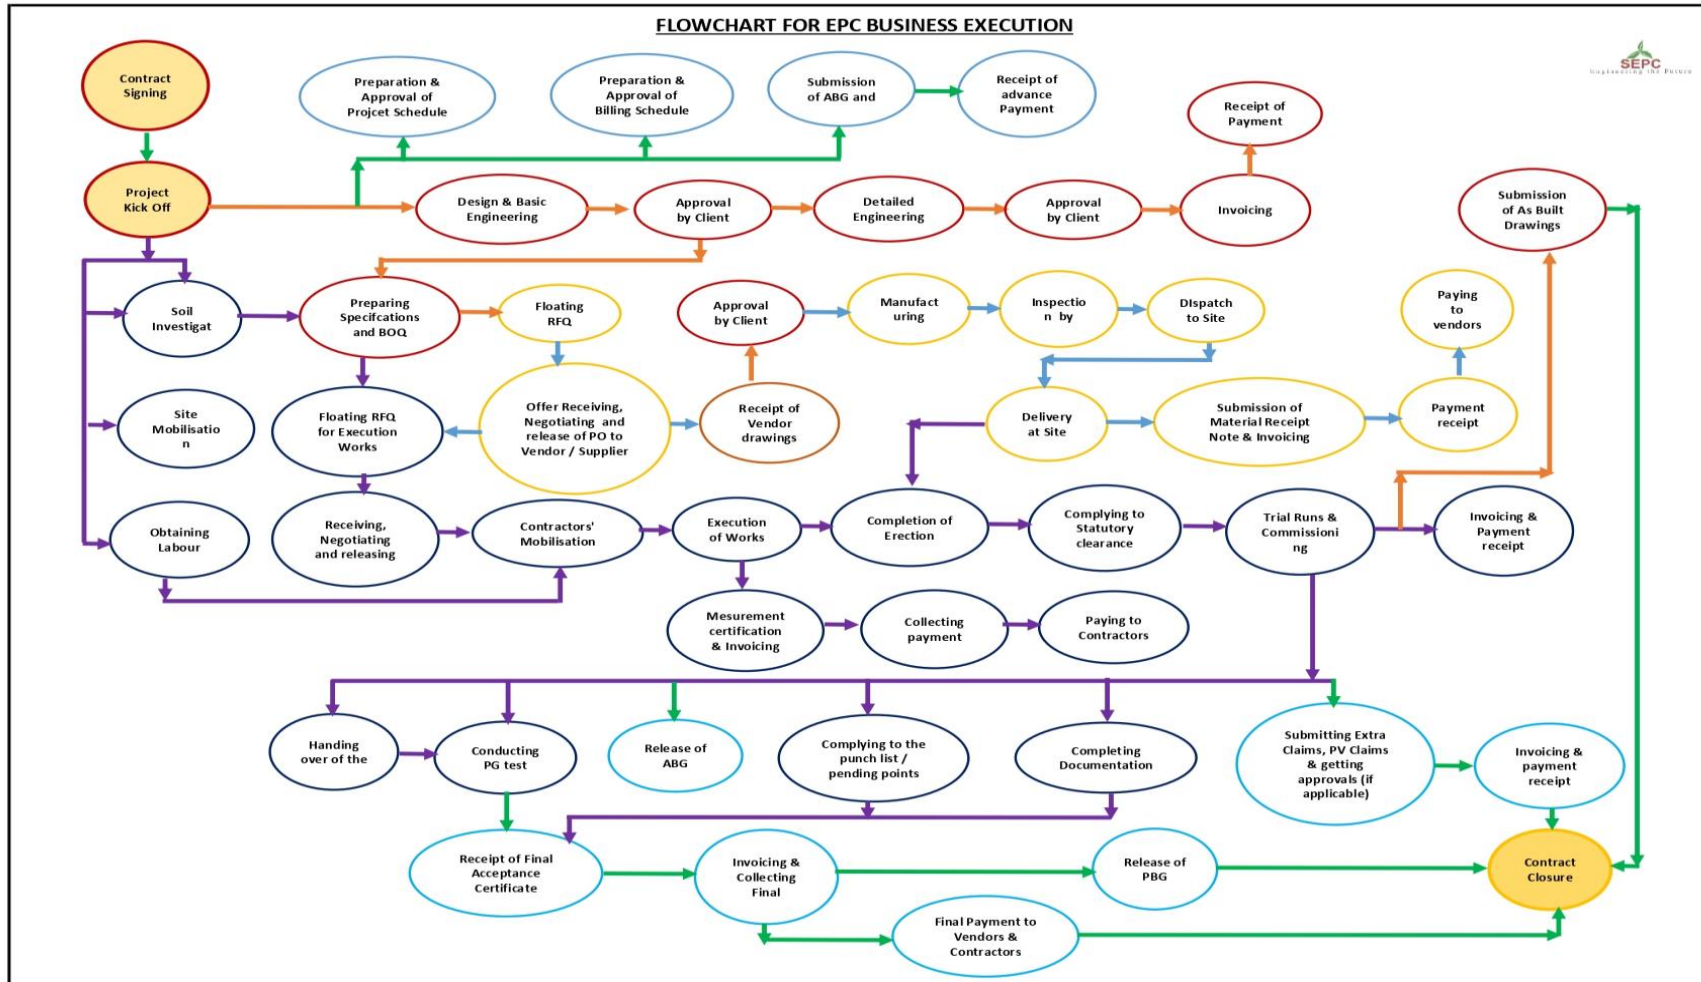 FLOWCHART FOR EPC BUSINESS EXECUTION
SEPC
Engineering the Future
Contract
Signing
Preparation &
Approval of
Projcet Schedule
Preparation &
Approval of
Billing Schedule
Submission
of ABG and
Receipt of
advance
Payment
Receipt of
Payment
Project
Kick Off
Design & Basic
Engineering
Approval
by Client
Detailed
Engineering
Approval
by Client
Invoicing
Submission
of As Built
Drawings
Soil
Investigat
Preparing
Specifcations
and BOQ
Floating
RFQ
Approval
by Client
Manufact
uring
Inspectio
n by
DIspatch
to Site
Paying
to
vendors
Site
Mobilisatio
n
Floating RFQ
for Execution
Works
Offer Receiving,
Negotiating and
release of PO to
Vendor / Supplier
Receipt of
Vendor
drawings
Delivery
at Site
Submission of
Material Receipt
Note & Invoicing
Payment
receipt
Obtaining
Labour
Receiving,
Negotiating
and releasing
Contractors'
Mobilisation
Execution
of Works
Completion of
Erection
Complying to
Statutory
clearance
Trial Runs &
Commissioni
ng
Invoicing &
Payment
receipt
Mesurement
certification
& Invoicing
Collecting
payment
Paying to
Contractors
Handing
over of the
Conducting
PG test
Release of
ABG
Complying to the
punch list /
pending points
Completing
Documentation
Submitting Extra
Claims, PV Claims
& getting
approvals (if
applicable)
Invoicing &
payment
receipt
Receipt of Final
Acceptance
Certificate
Invoicing &
Collecting
Final
Release of
PBG
Contract
Closure
Final Payment to
Vendors &
Contractors